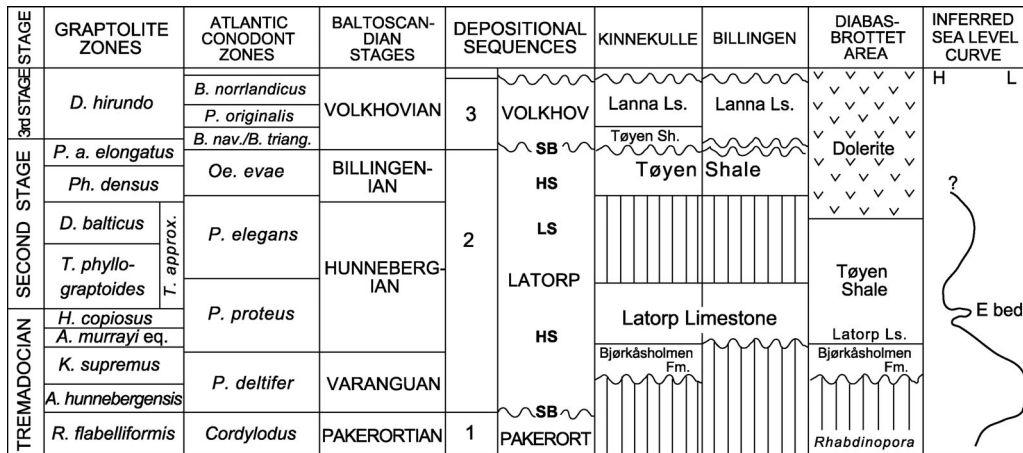 STAGE
GRAPTOLITE
ZONES
ATLANTIC
CONODONT
ZONES
BALTOSCAN-
DIAN
STAGES
DEPOSITIONAL
SEQUENCES
KINNEKULLE
BILLINGEN
DIABAS-
BROTTET
AREA
INFERRED
SEA LEVEL
CURVE
3rd STAGE
SECOND STAGE
TREMADOCIAN
D. hirundo
P. a. elongatus
Ph. densus
D. balticus
T. phyllo-
graptoides
T. approx.
H. copiosus
A. murrayi eq.
K. supremus
A. hunnebergensis
R. flabelliformis
B. norrlandicus
P. originalis
B. nav./B. triang.
Oe. evae
P. elegans
P. proteus
P. deltifer
Cordylodus
VOLKHOVIAN
BILLINGEN-
IAN
HUNNEBERG-
IAN
VARANGUAN
PAKERORTIAN
3
2
1
VOLKHOV
SB
HS
LS
LATORP
HS
SB
PAKERORT
Lanna Ls.
Lanna Ls.
Tøyen Sh.
Tøyen Shale
Latorp Limestone
Bjørkåsholmen
Fm.
Dolerite
Tøyen
Shale
Latorp Ls.
Bjørkåsholmen
Fm.
Rhabdinopora
H L
?
E bed